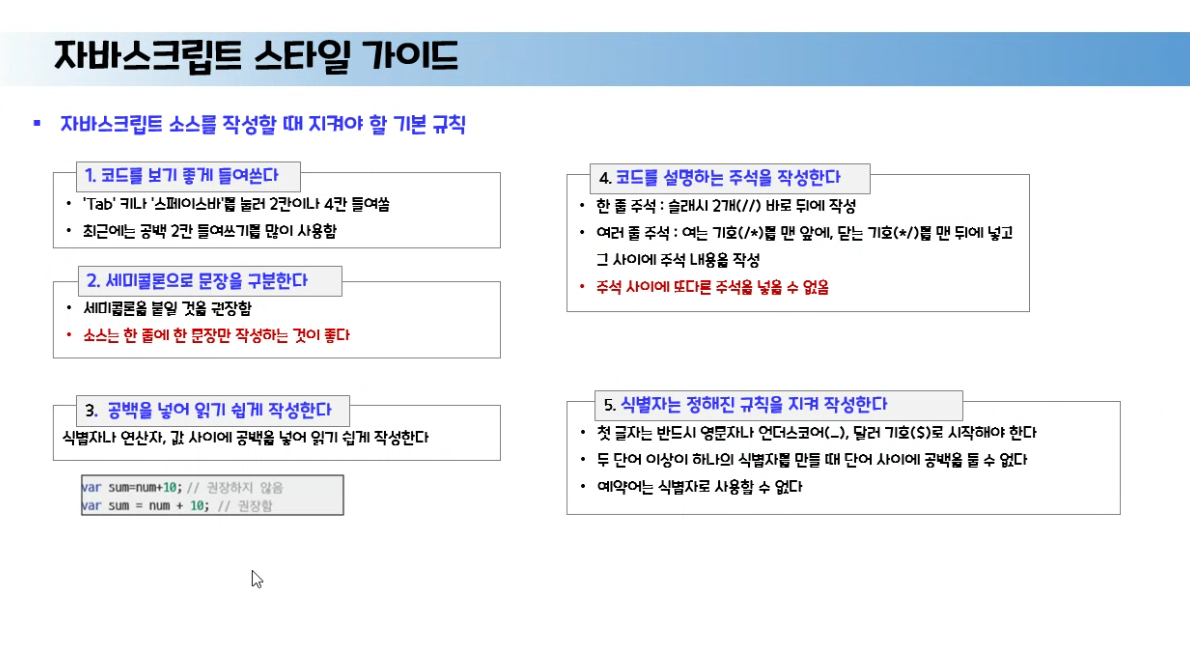 자바스크립트 스타일 가이드
▪ 자바스크립트 소스를 작성할 때 지켜야 할 기본 규칙
1. 코드를 보기 좋게 들여쓴다
• 'Tab' 키나 '스페이스바'를 눌러 2칸이나 4칸 들여씀
• 최근에는 공백 2칸 들여쓰기를 많이 사용함
2. 세미콜론으로 문장을 구분한다
• 세미콜론을 붙일 것을 권장함
• 소스는 한 줄에 한 문장만 작성하는 것이 좋다
3. 공백을 넣어 읽기 쉽게 작성한다
식별자나 연산자, 값 사이에 공백을 넣어 읽기 쉽게 작성한다
var sum=num+10; // 권장하지 않음
var sum = num + 10; // 권장함
4. 코드를 설명하는 주석을 작성한다
• 한 줄 주석 : 슬래시 2개(//) 바로 뒤에 작성
• 여러 줄 주석 : 여는 기호(/*)를 맨 앞에, 닫는 기호(*/)를 맨 뒤에 넣고
그 사이에 주석 내용을 작성
• 주석 사이에 또다른 주석을 넣을 수 없음
5. 식별자는 정해진 규칙을 지켜 작성한다
• 첫 글자는 반드시 영문자나 언더스코어(_), 달러 기호($)로 시작해야 한다
• 두 단어 이상이 하나의 식별자를 만들 때 단어 사이에 공백을 둘 수 없다
• 예약어는 식별자로 사용할 수 없다